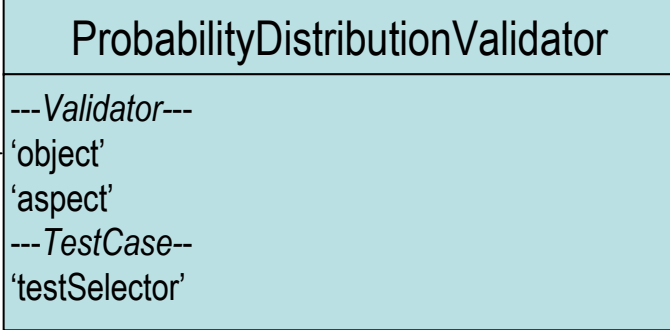 ProbabilityDistributionValidator
---Validator---
‘object’
‘aspect’
---TestCase--
‘testSelector’